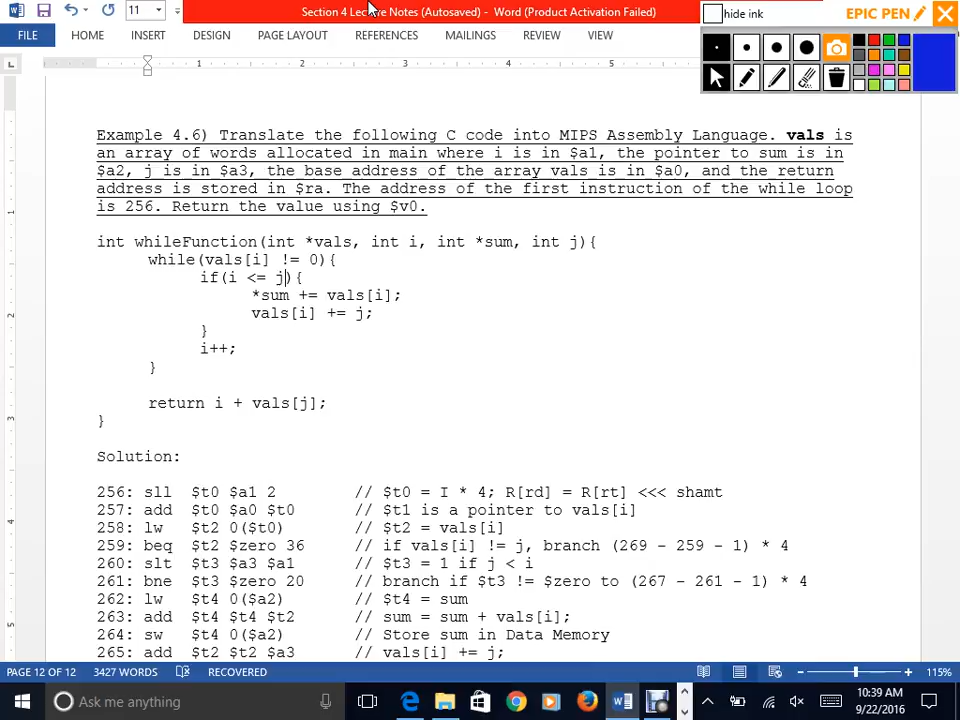 11
Section 4 Lecture Notes (Autosaved) - Word (Product Activation Failed)
hide ink
EPIC PEN
FILE HOME INSERT DESIGN PAGE LAYOUT REFERENCES MAILINGS REVIEW VIEW
1 2 3 4 5
Example 4.6) Translate the following C code into MIPS Assembly Language. vals is
an array of words allocated in main where i is in $a1, the pointer to sum is in
$a2, j is in $a3, the base address of the array vals is in $a0, and the return
address is stored in $ra. The address of the first instruction of the while loop
is 256. Return the value using $v0.
int whileFunction(int *vals, int i, int *sum, int j){
while(vals[i] != 0){
if(i <= j){
*sum += vals[i];
vals[i] += j;
}
i++;
}
return i + vals[j];
}
Solution:
256: sll $t0 $a1 2 // $t0 = I * 4; R[rd] = R[rt] <<< shamt
257: add $t0 $a0 $t0 // $t1 is a pointer to vals[i]
258: lw $t2 0($t0) // $t2 = vals[i]
259: beq $t2 $zero 36 // if vals[i] != j, branch (269 - 259 - 1) * 4
260: slt $t3 $a3 $a1 // $t3 = 1 if j < i
261: bne $t3 $zero 20 // branch if $t3 != $zero to (267 - 261 - 1) * 4
262: lw $t4 0($a2) // $t4 = sum
263: add $t4 $t4 $t2 // sum = sum + vals[i];
264: sw $t4 0($a2) // Store sum in Data Memory
265: add $t2 $t2 $a3 // vals[i] += j;
1
2
3
4
5
PAGE 12 OF 12 3427 WORDS RECOVERED 115%
Ask me anything
10:39 AM
9/22/2016